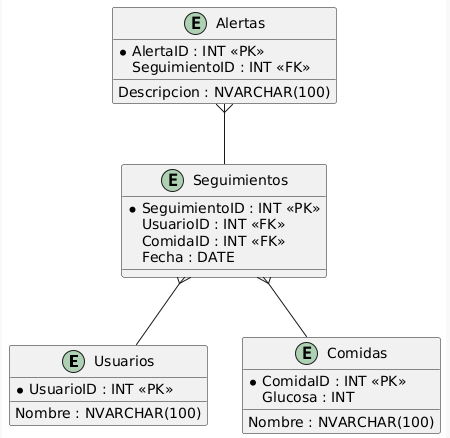 E Alertas
* AlertaID : INT «PK»
SeguimientoID : INT «FK»
Descripcion : NVARCHAR(100)
E Seguimientos
* SeguimientoID : INT «PK»
UsuarioID : INT «FK»
ComidaID : INT «FK»
Fecha : DATE
E Usuarios
* UsuarioID : INT «PK»
Nombre : NVARCHAR(100)
E Comidas
* ComidaID : INT «PK»
Glucosa : INT
Nombre : NVARCHAR(100)